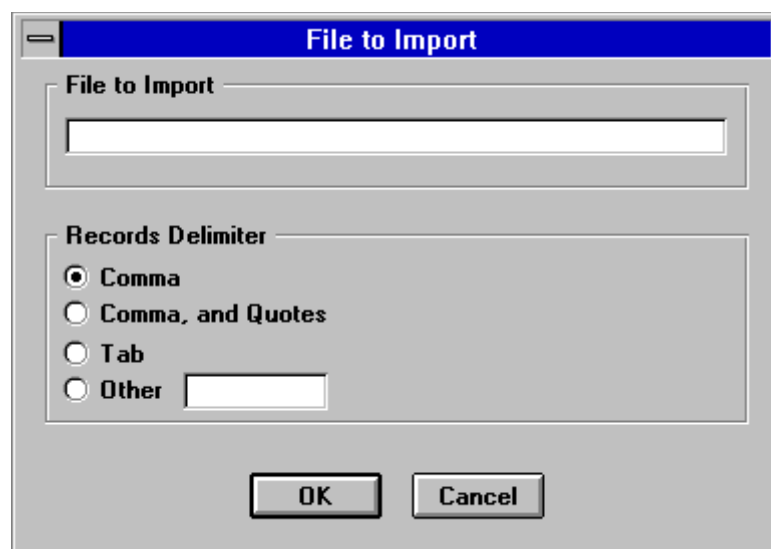 File to Import
File to Import
Records Delimiter
Comma
Comma, and Quotes
Tab
Other
OK Cancel